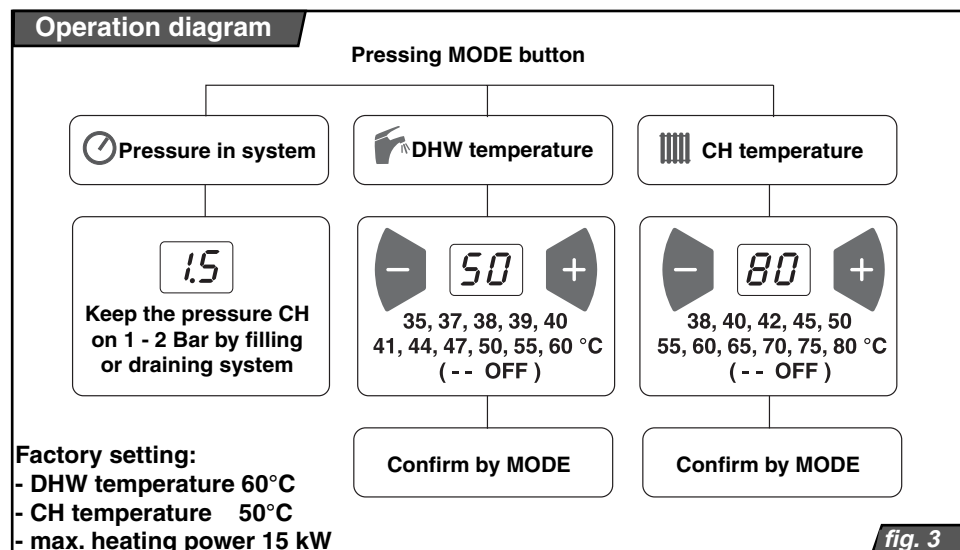 Operation diagram
Pressing MODE button
Pressure in system
DHW temperature
CH temperature
1.5
Keep the pressure CH
on 1 - 2 Bar by filling
or draining system
- 50 +
35, 37, 38, 39, 40
41, 44, 47, 50, 55, 60 °C
( - - OFF )
- 80 +
38, 40, 42, 45, 50
55, 60, 65, 70, 75, 80 °C
( - - OFF )
Confirm by MODE
Confirm by MODE
Factory setting:
- DHW temperature 60°C
- CH temperature 50°C
- max. heating power 15 kW
fig. 3